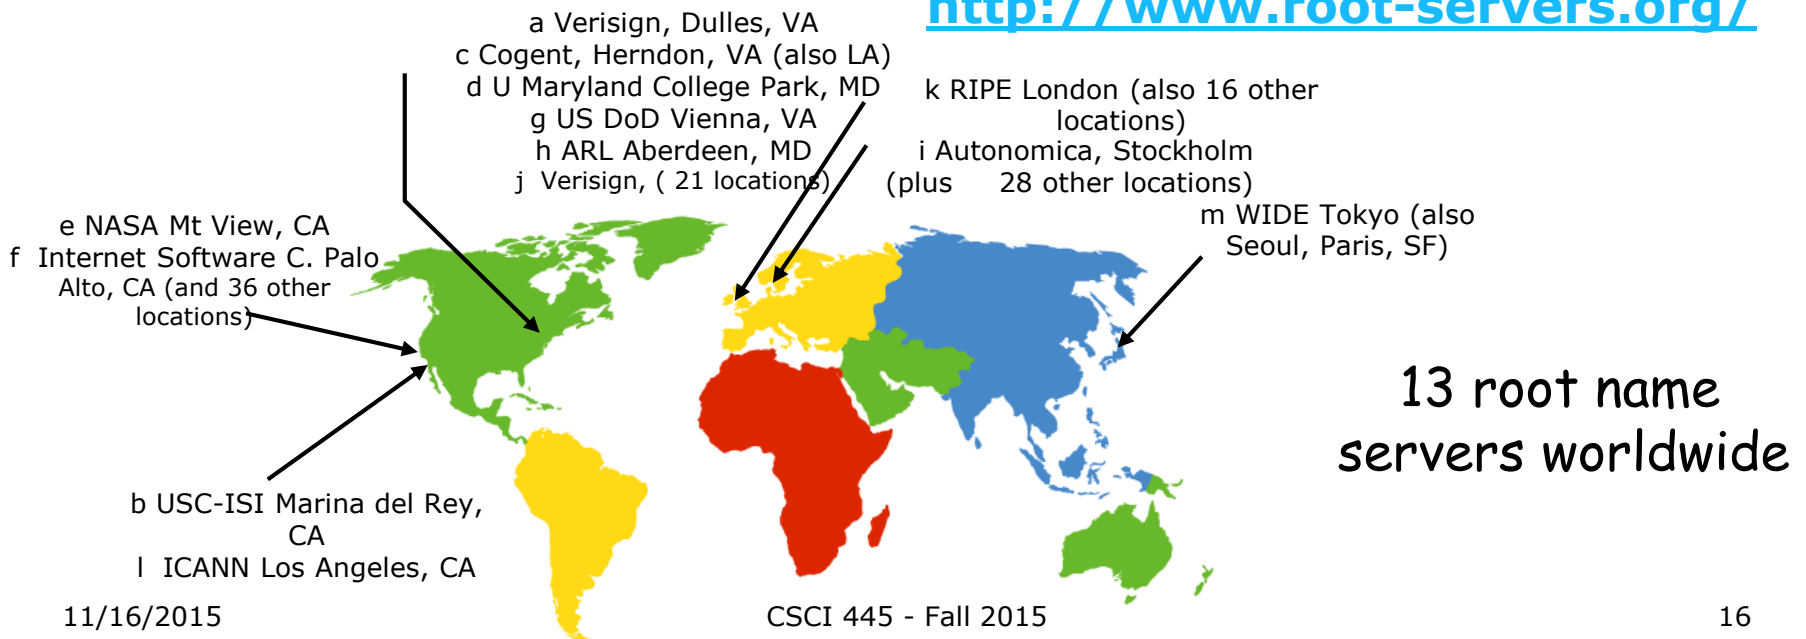 http://www.root-servers.org/
a Verisign, Dulles, VA
c Cogent, Herndon, VA (also LA)
d U Maryland College Park, MD
g US DoD Vienna, VA
h ARL Aberdeen, MD
j Verisign, ( 21 locations)
k RIPE London (also 16 other
locations)
i Autonomica, Stockholm
(plus 28 other locations)
m WIDE Tokyo (also
Seoul, Paris, SF)
e NASA Mt View, CA
f Internet Software C. Palo
Alto, CA (and 36 other
locations)
13 root name
servers worldwide
b USC-ISI Marina del Rey,
CA
l ICANN Los Angeles, CA
11/16/2015
CSCI 445 - Fall 2015
16